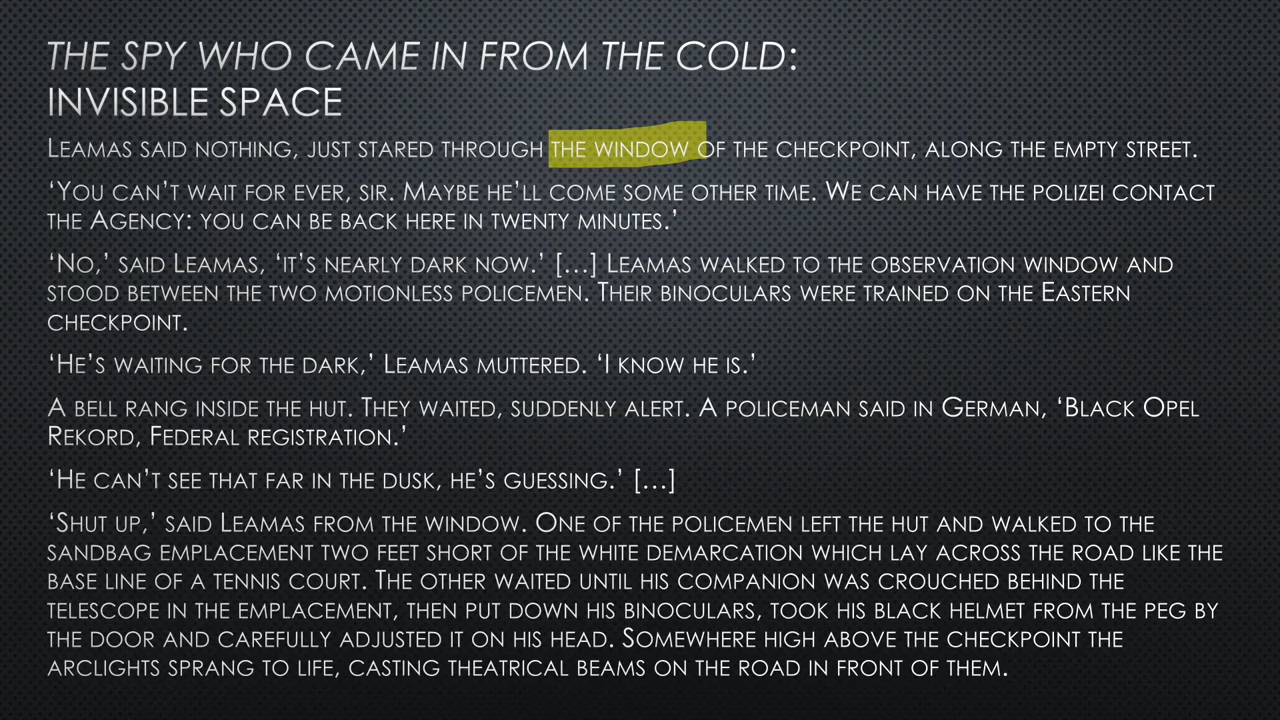 THE SPY WHO CAME IN FROM THE COLD:
INVISIBLE SPACE
LEAMAS SAID NOTHING, JUST STARED THROUGH THE WINDOW OF THE CHECKPOINT, ALONG THE EMPTY STREET.
‘YOU CAN’T WAIT FOR EVER, SIR. MAYBE HE’LL COME SOME OTHER TIME. WE CAN HAVE THE POLIZEI CONTACT
THE AGENCY: YOU CAN BE BACK HERE IN TWENTY MINUTES.’
‘NO,’ SAID LEAMAS, ‘IT’S NEARLY DARK NOW.’ […] LEAMAS WALKED TO THE OBSERVATION WINDOW AND
STOOD BETWEEN THE TWO MOTIONLESS POLICEMEN. THEIR BINOCULARS WERE TRAINED ON THE EASTERN
CHECKPOINT.
‘HE’S WAITING FOR THE DARK,’ LEAMAS MUTTERED. ‘I KNOW HE IS.’
A BELL RANG INSIDE THE HUT. THEY WAITED, SUDDENLY ALERT. A POLICEMAN SAID IN GERMAN, ‘BLACK OPEL
REKORD, FEDERAL REGISTRATION.’
‘HE CAN’T SEE THAT FAR IN THE DUSK, HE’S GUESSING.’ […]
‘SHUT UP,’ SAID LEAMAS FROM THE WINDOW. ONE OF THE POLICEMEN LEFT THE HUT AND WALKED TO THE
SANDBAG EMPLACEMENT TWO FEET SHORT OF THE WHITE DEMARCATION WHICH LAY ACROSS THE ROAD LIKE THE
BASE LINE OF A TENNIS COURT. THE OTHER WAITED UNTIL HIS COMPANION WAS CROUCHED BEHIND THE
TELESCOPE IN THE EMPLACEMENT, THEN PUT DOWN HIS BINOCULARS, TOOK HIS BLACK HELMET FROM THE PEG BY
THE DOOR AND CAREFULLY ADJUSTED IT ON HIS HEAD. SOMEWHERE HIGH ABOVE THE CHECKPOINT THE
ARCLIGHTS SPRANG TO LIFE, CASTING THEATRICAL BEAMS ON THE ROAD IN FRONT OF THEM.